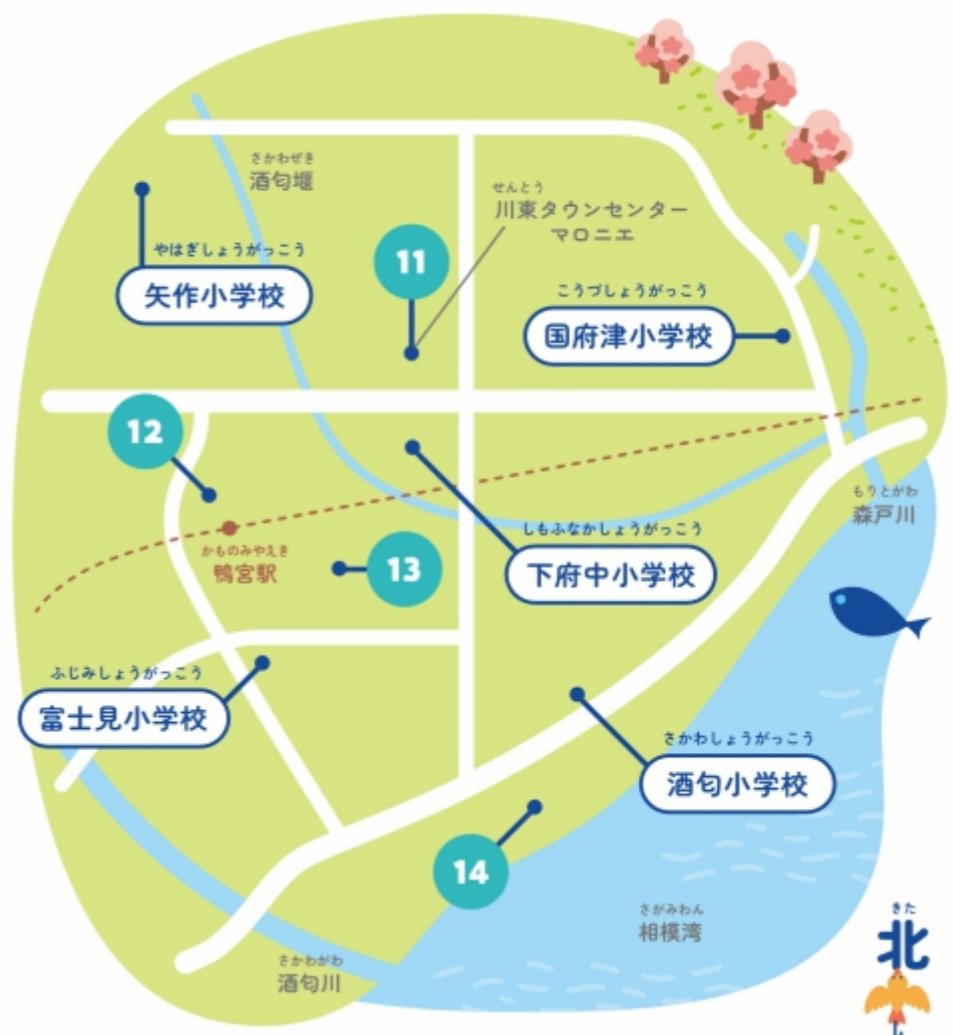 さかわぜき
酒匂堰
せんとう
川東タウンセンター
マロニエ
やはぎしょうがっこう
矢作小学校
11
こうづしょうがっこう
国府津小学校
12
もりとがわ
森戸川
かものみやえき
鴨宮駅
13
しもふなかしょうがっこう
下府中小学校
ふじみしょうがっこう
富士見小学校
さかわしょうがっこう
酒匂小学校
14
さがみわん
相模湾
さかわがわ
酒匂川
きた
北